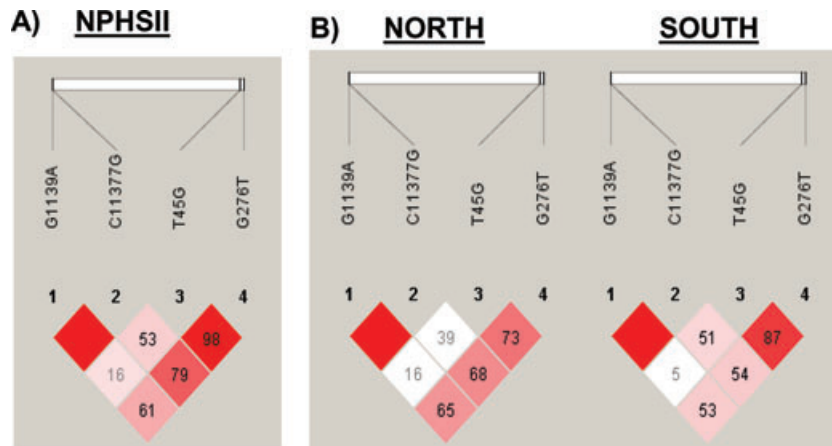 A) NPHSII
B) NORTH SOUTH
G1139A C11377G T45G G276T
G1139A C11377G T45G G276T
G1139A C11377G T45G G276T
1 2 3 4
1 2 3 4
1 2 3 4
53 98
16 79
61
39 73
16 68
65
51 87
5 54
53